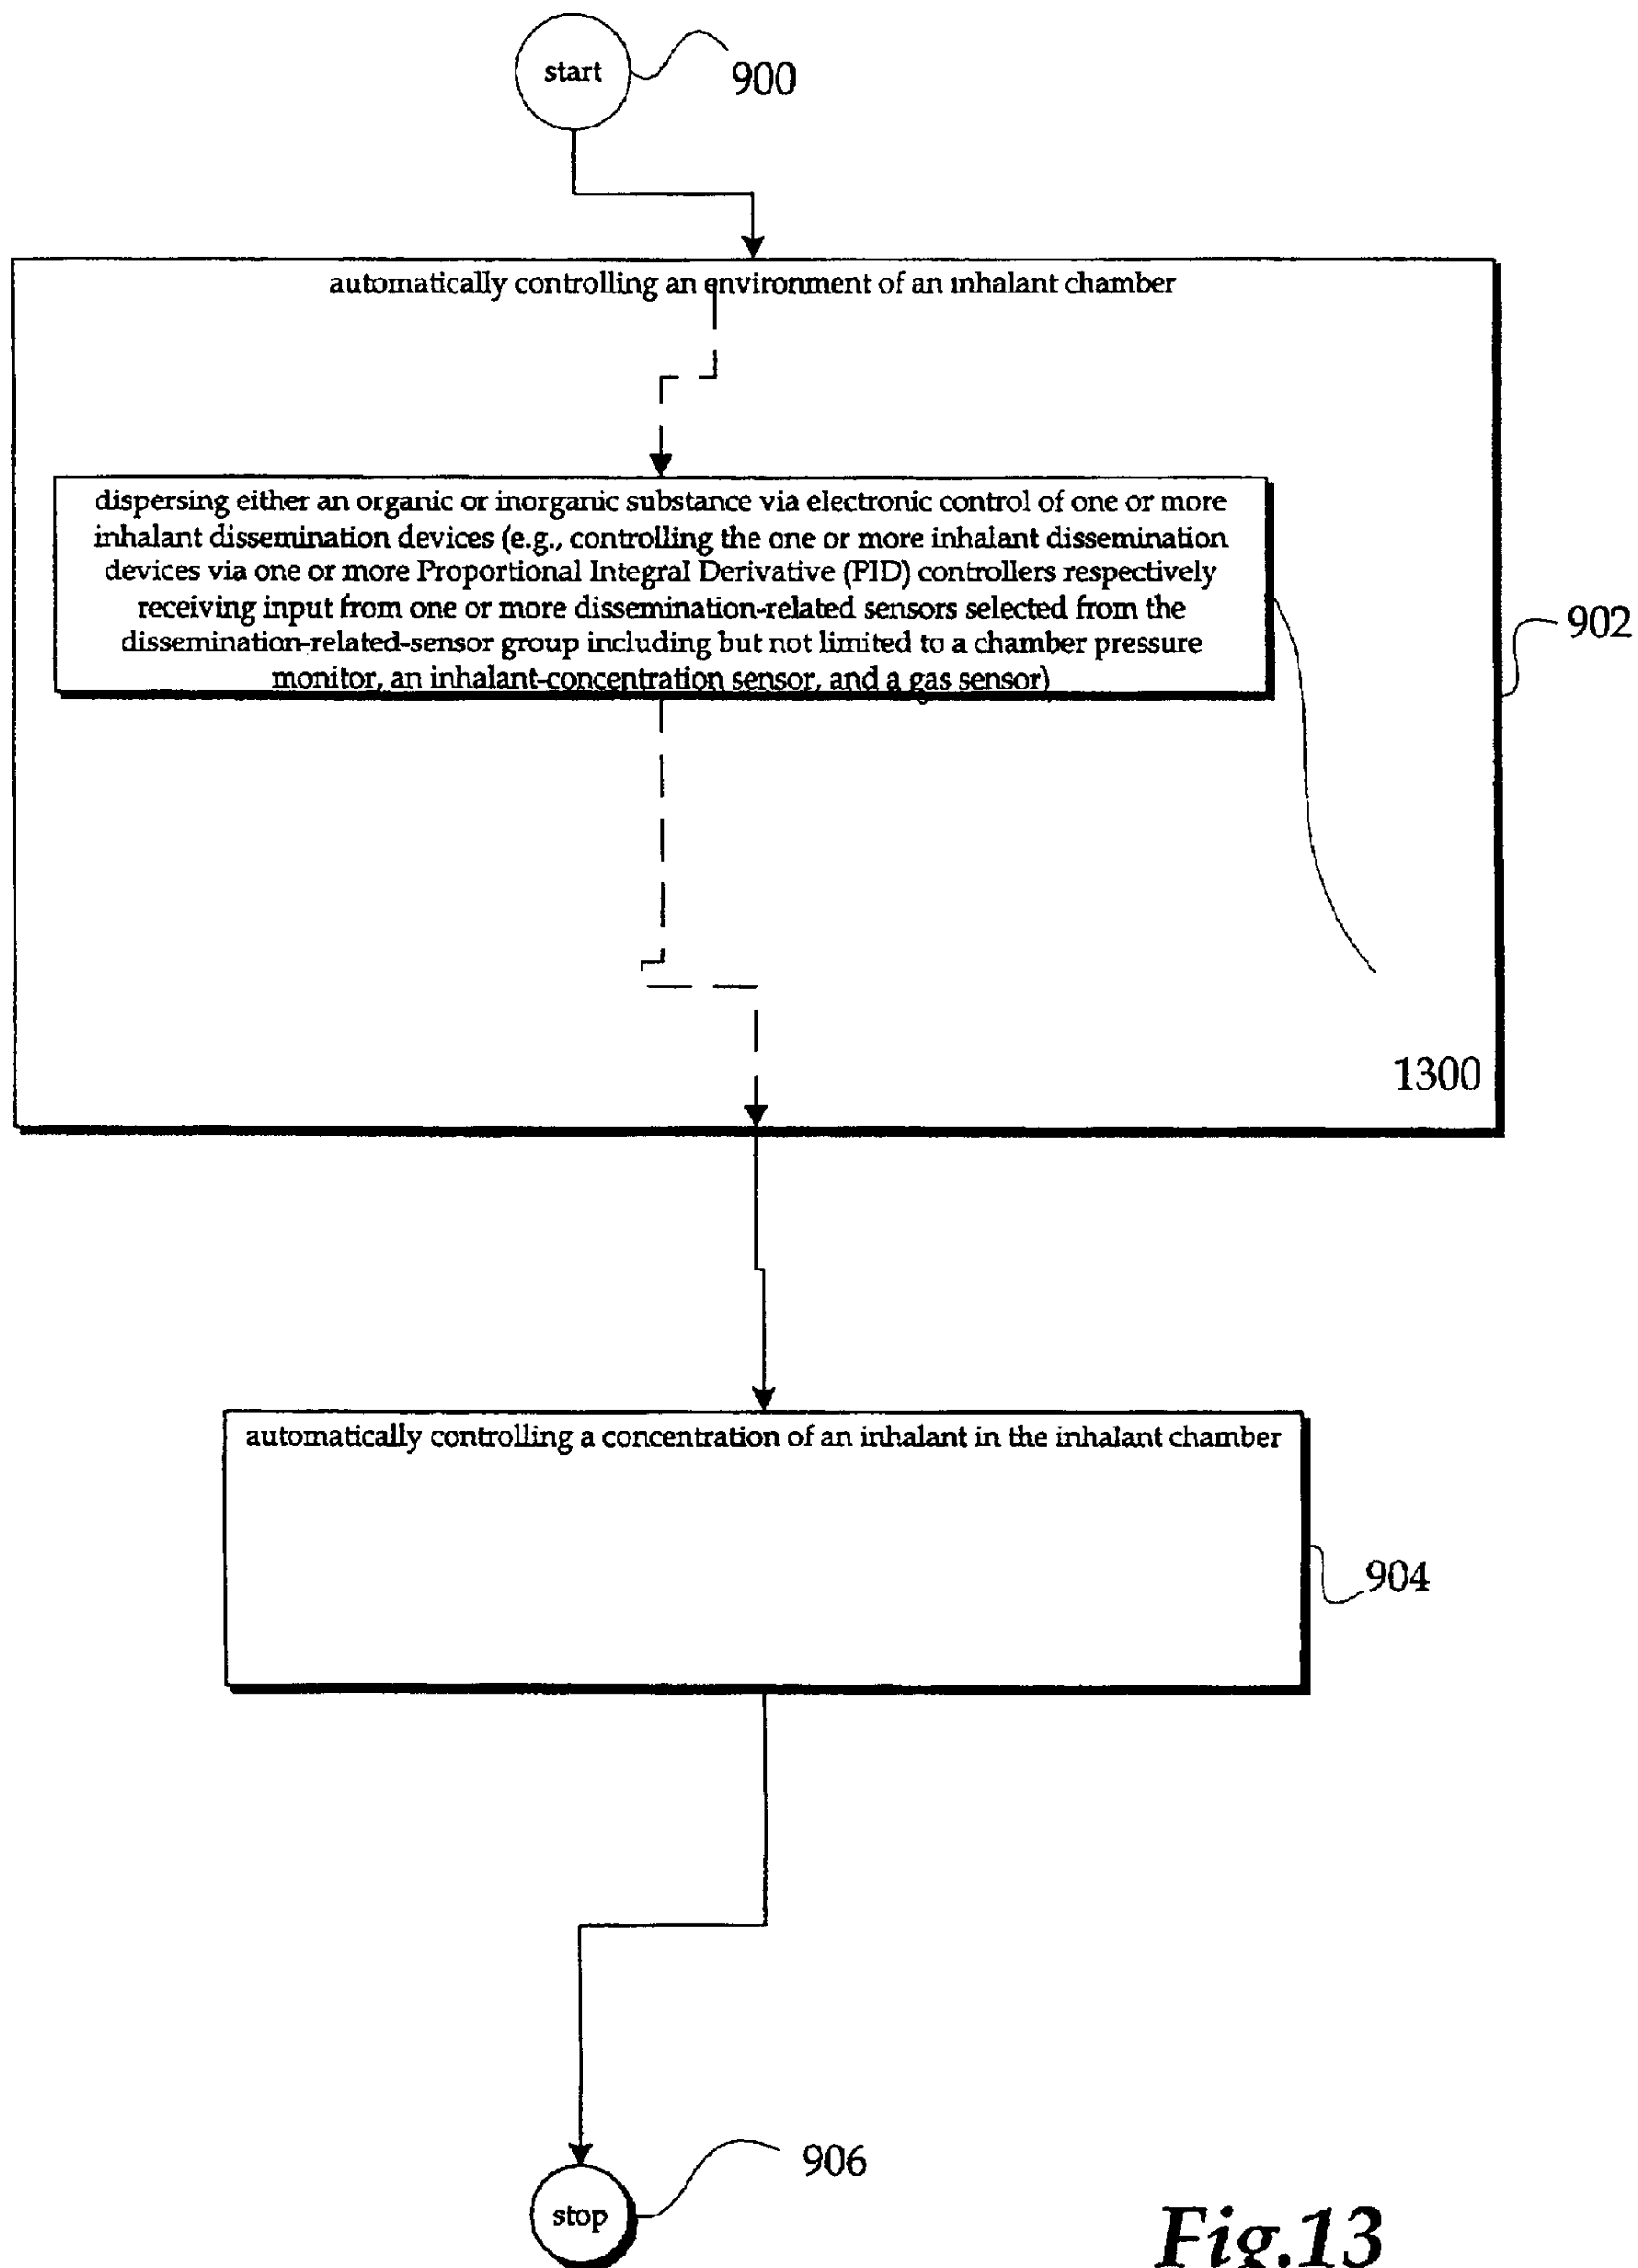 start
900
automatically controlling an environment of an inhalant chamber
dispersing either an organic or inorganic substance via electronic control of one or more
inhalant dissemination devices (e.g., controlling the one or more inhalant dissemination
devices via one or more Proportional Integral Derivative (PID) controllers respectively
receiving input from one or more dissemination-related sensors selected from the
dissemination-related-sensor group including but not limited to a chamber pressure
monitor, an inhalant-concentration sensor, and a gas sensor)
902
1300
automatically controlling a concentration of an inhalant in the inhalant chamber
904
906
stop
Fig.13